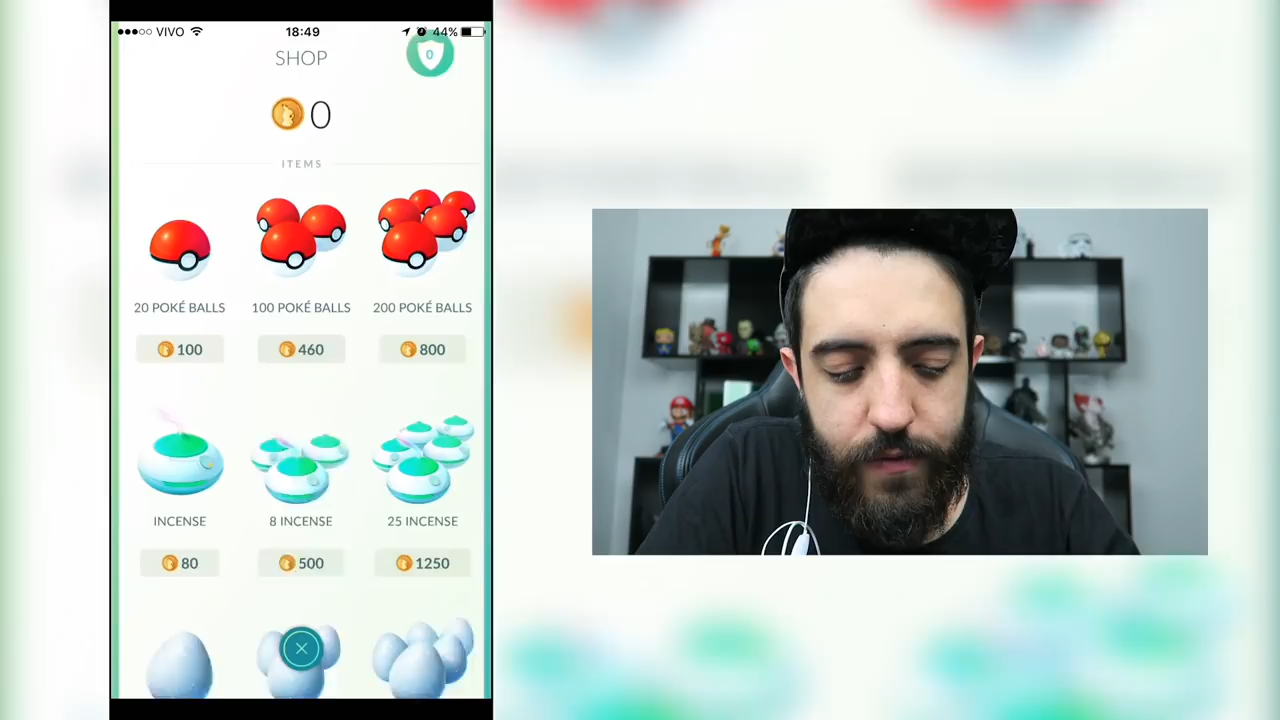 VIVO 18:49 44%
SHOP
0
0
ITEMS
20 POKÉ BALLS 100 POKÉ BALLS 200 POKÉ BALLS
100 460 800
INCENSE 8 INCENSE 25 INCENSE
80 500 1250